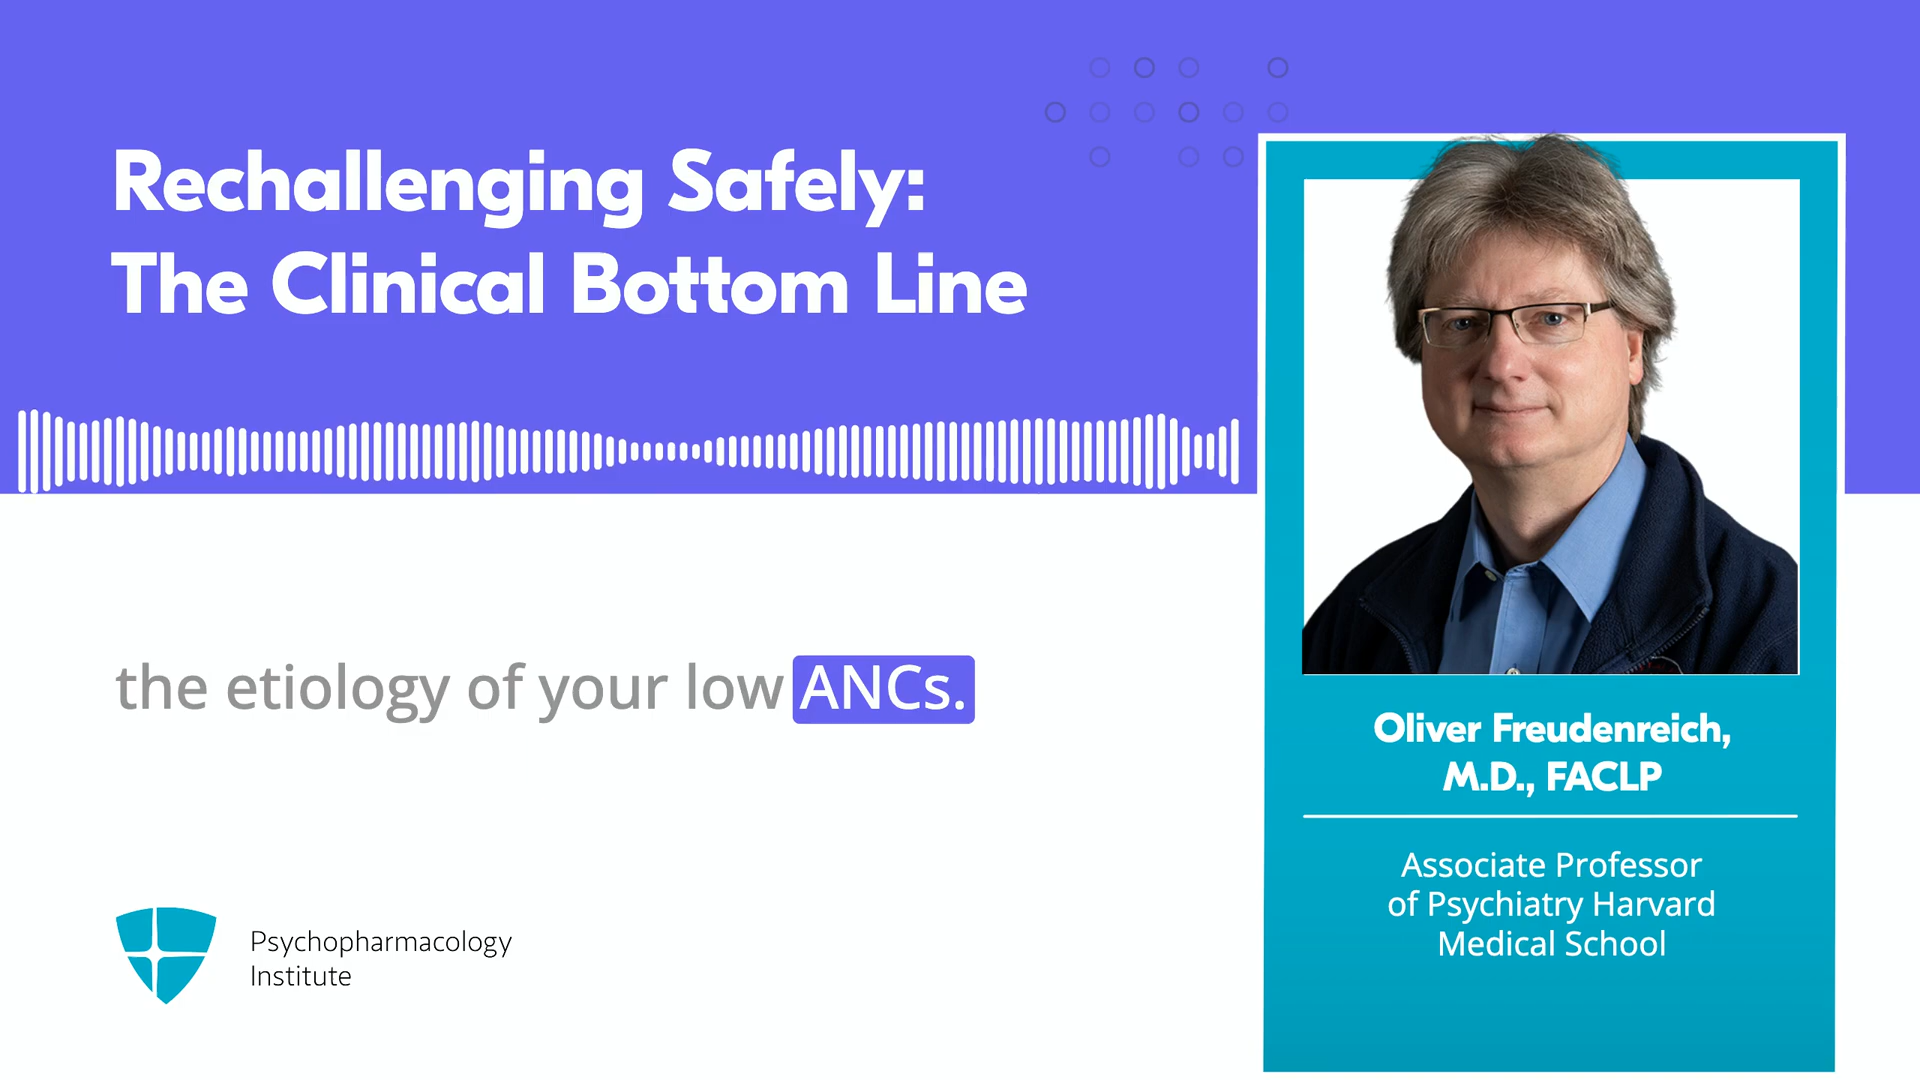 Rechallenging Safely:
The Clinical Bottom Line
the etiology of your low ANCs.
Psychopharmacology
Institute
Oliver Freudenreich,
M.D., FACLP
Associate Professor
of Psychiatry Harvard
Medical School